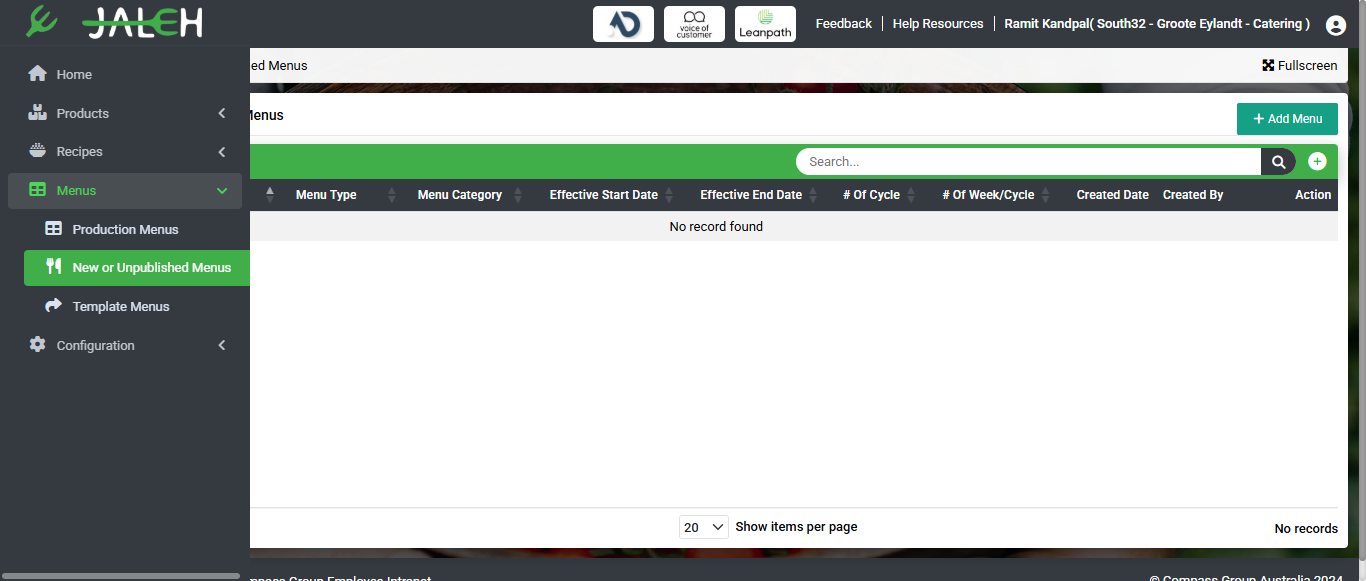 JALEH
voice of
customer
Leanpath
Feedback
Help Resources
Ramit Kandpal( South32 - Groote Eylandt - Catering )
Home
Products
Recipes
Menus
Production Menus
New or Unpublished Menus
Template Menus
Configuration
ed Menus
Fullscreen
Menus
+ Add Menu
Search...
Menu Type
Menu Category
Effective Start Date
Effective End Date
# Of Cycle
# Of Week/Cycle
Created Date
Created By
Action
No record found
20
Show items per page
No records
mpass Group Employee Intranet
© Compass Group Australia 2024